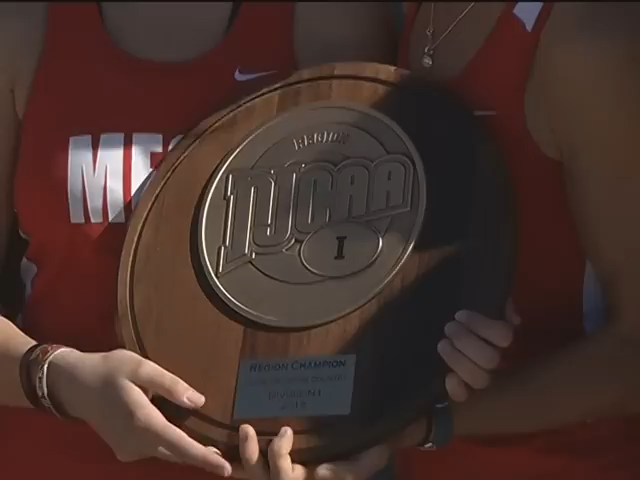 ME
REGION
NJCAA
I
REGION CHAMPION
DIVISION I